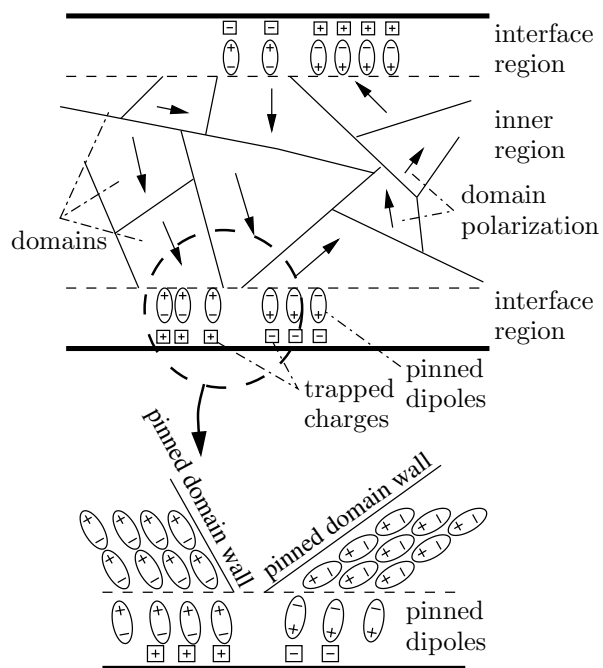 interface
region
inner
region
domain
polarization
domains
interface
region
pinned
dipoles
trapped
charges
pinned domain wall
pinned domain wall
pinned
dipoles